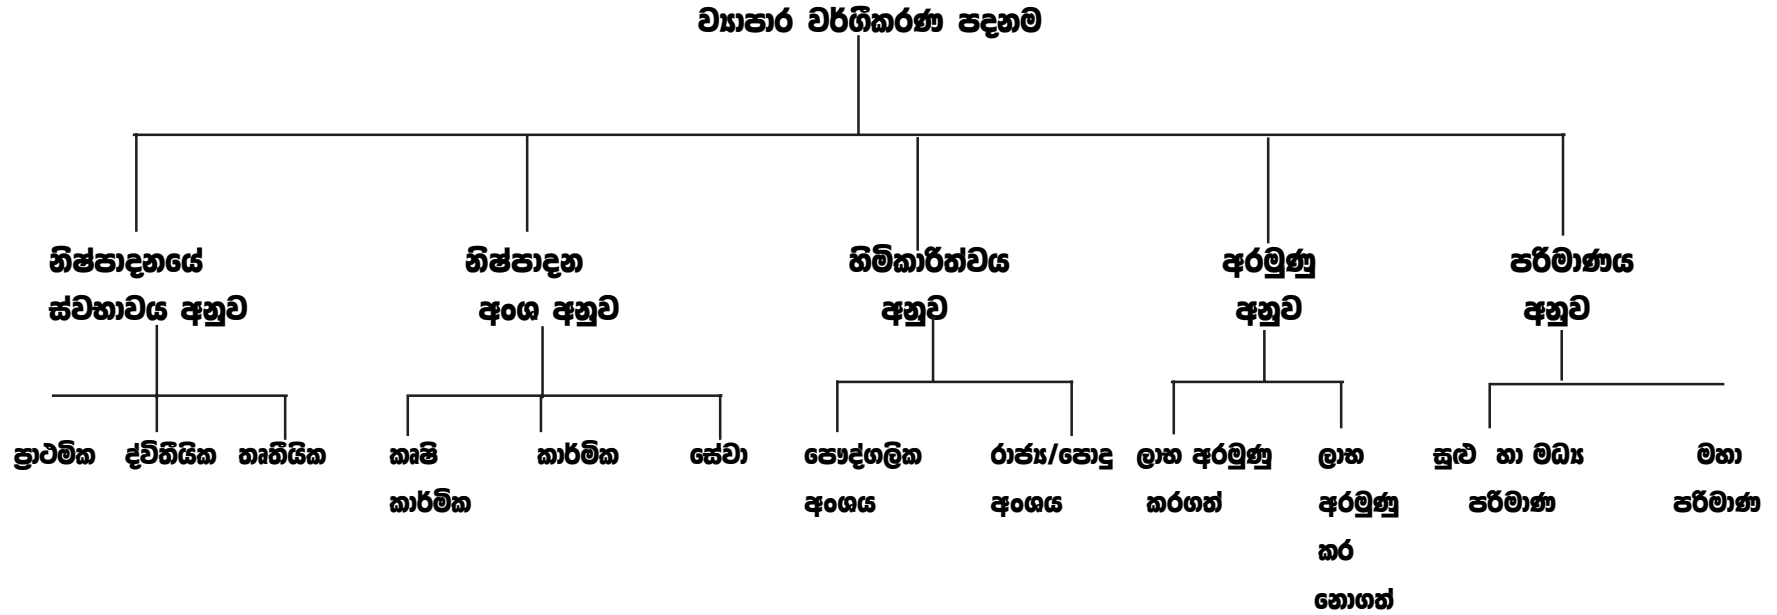 ව්‍යාපාර වර්ගීකරණ පදනම
නිෂ්පාදනයේ
ස්වභාවය අනුව
නිෂ්පාදන
අංශ අනුව
හිමිකාරිත්වය
අනුව
අරමුණු
අනුව
පරිමාණය
අනුව
ප්‍රාථමික
ද්විතීයික
තෘතීයික
කෘෂි
කාර්මික
කාර්මික
සේවා
පෞද්ගලික
අංශය
රාජ්‍ය/පොදු
අංශය
ලාභ අරමුණු
කරගත්
ලාභ
අරමුණු
කර
නොගත්
සුළු හා මධ්‍ය
පරිමාණ
මහා
පරිමාණ